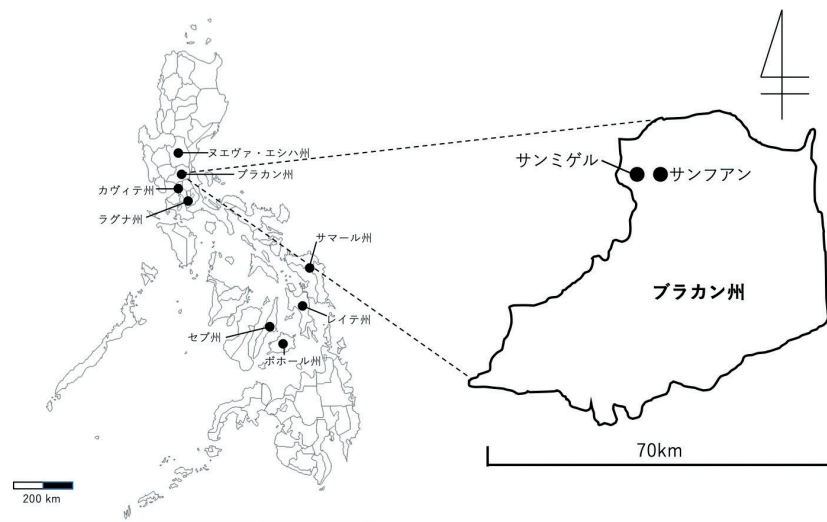 ヌエヴァ・エシハ州
ブラカン州
カヴィテ州
ラグナ州
サマール州
レイテ州
セブ州
ボホール州
200 km
サンミゲル
サンフアン
ブラカン州
70km